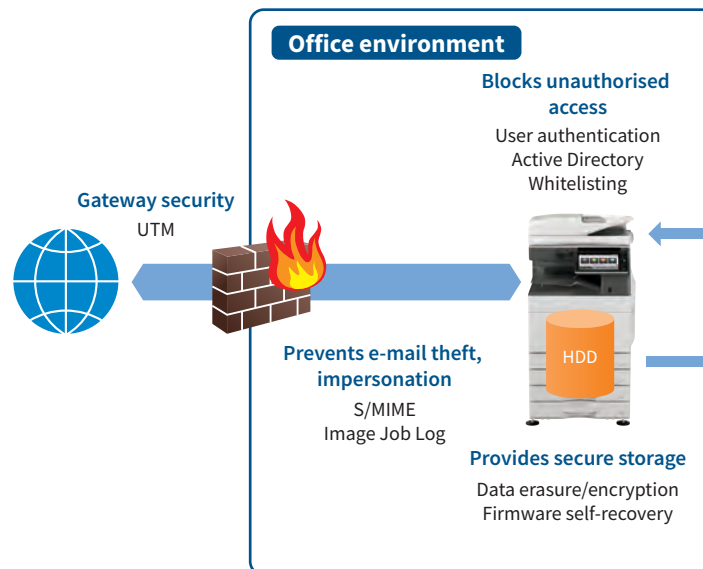 Office environment
Blocks unauthorised
access
User authentication
Active Directory
Whitelisting
Gateway security
UTM
Prevents e-mail theft,
impersonation
S/MIME
Image Job Log
HDD
Provides secure storage
Data erasure/encryption
Firmware self-recovery